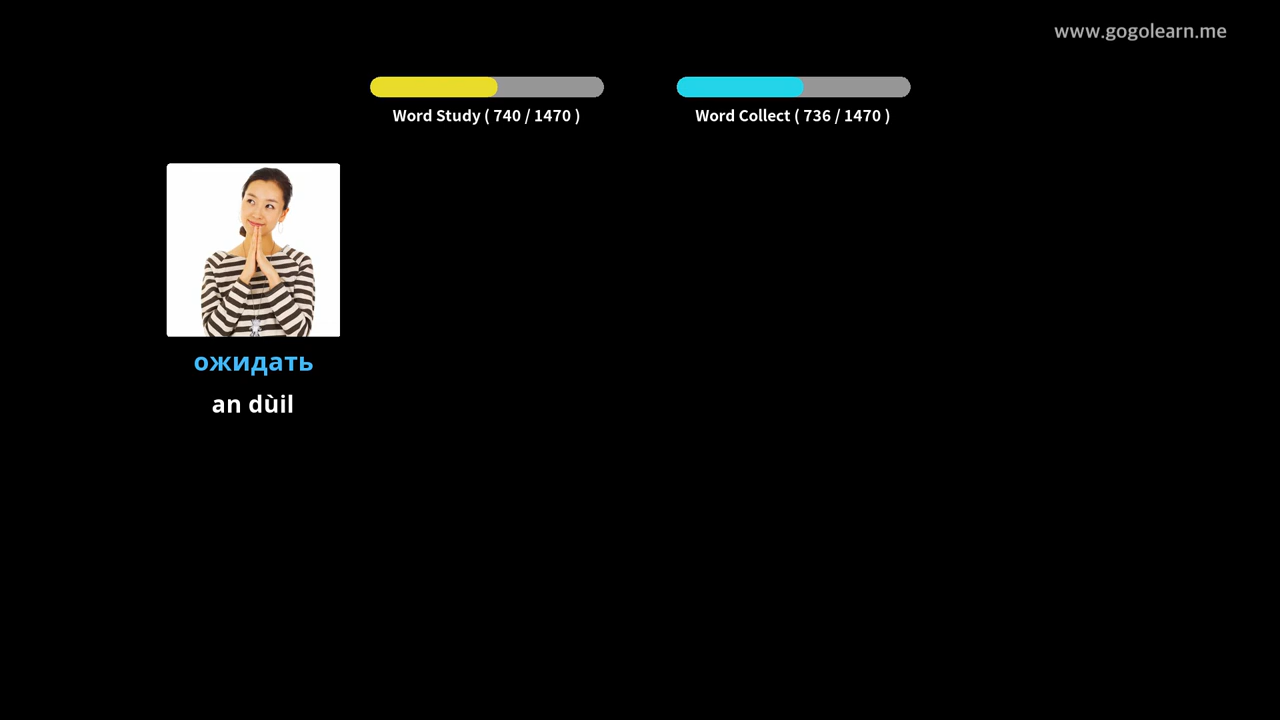 www.gogolearn.me
Word Study ( 740 / 1470 )
Word Collect ( 736 / 1470 )
ожидать
an dùil